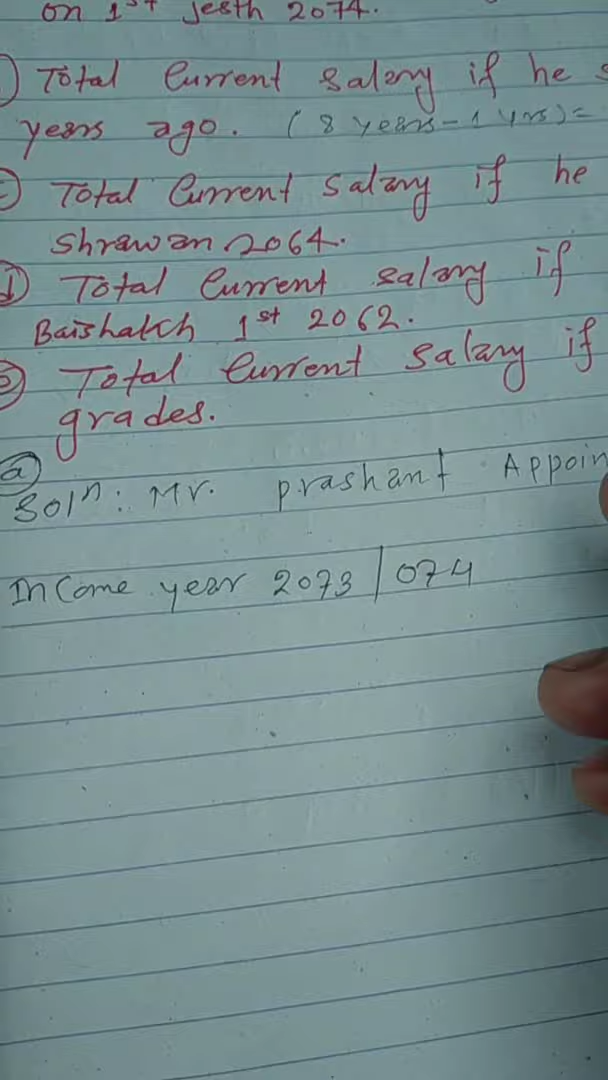 on 1st Jesth 2074.
Total Current salary if he
years ago. (8 years - 1 yrs) =
Total Current salary if he
Shrawan 2064.
d) Total Current salary if
Baishakh 1st 2062.
Total Current salary if
grades.
(a)
Soln: Mr. prashant Appoin
Income year 2073/074